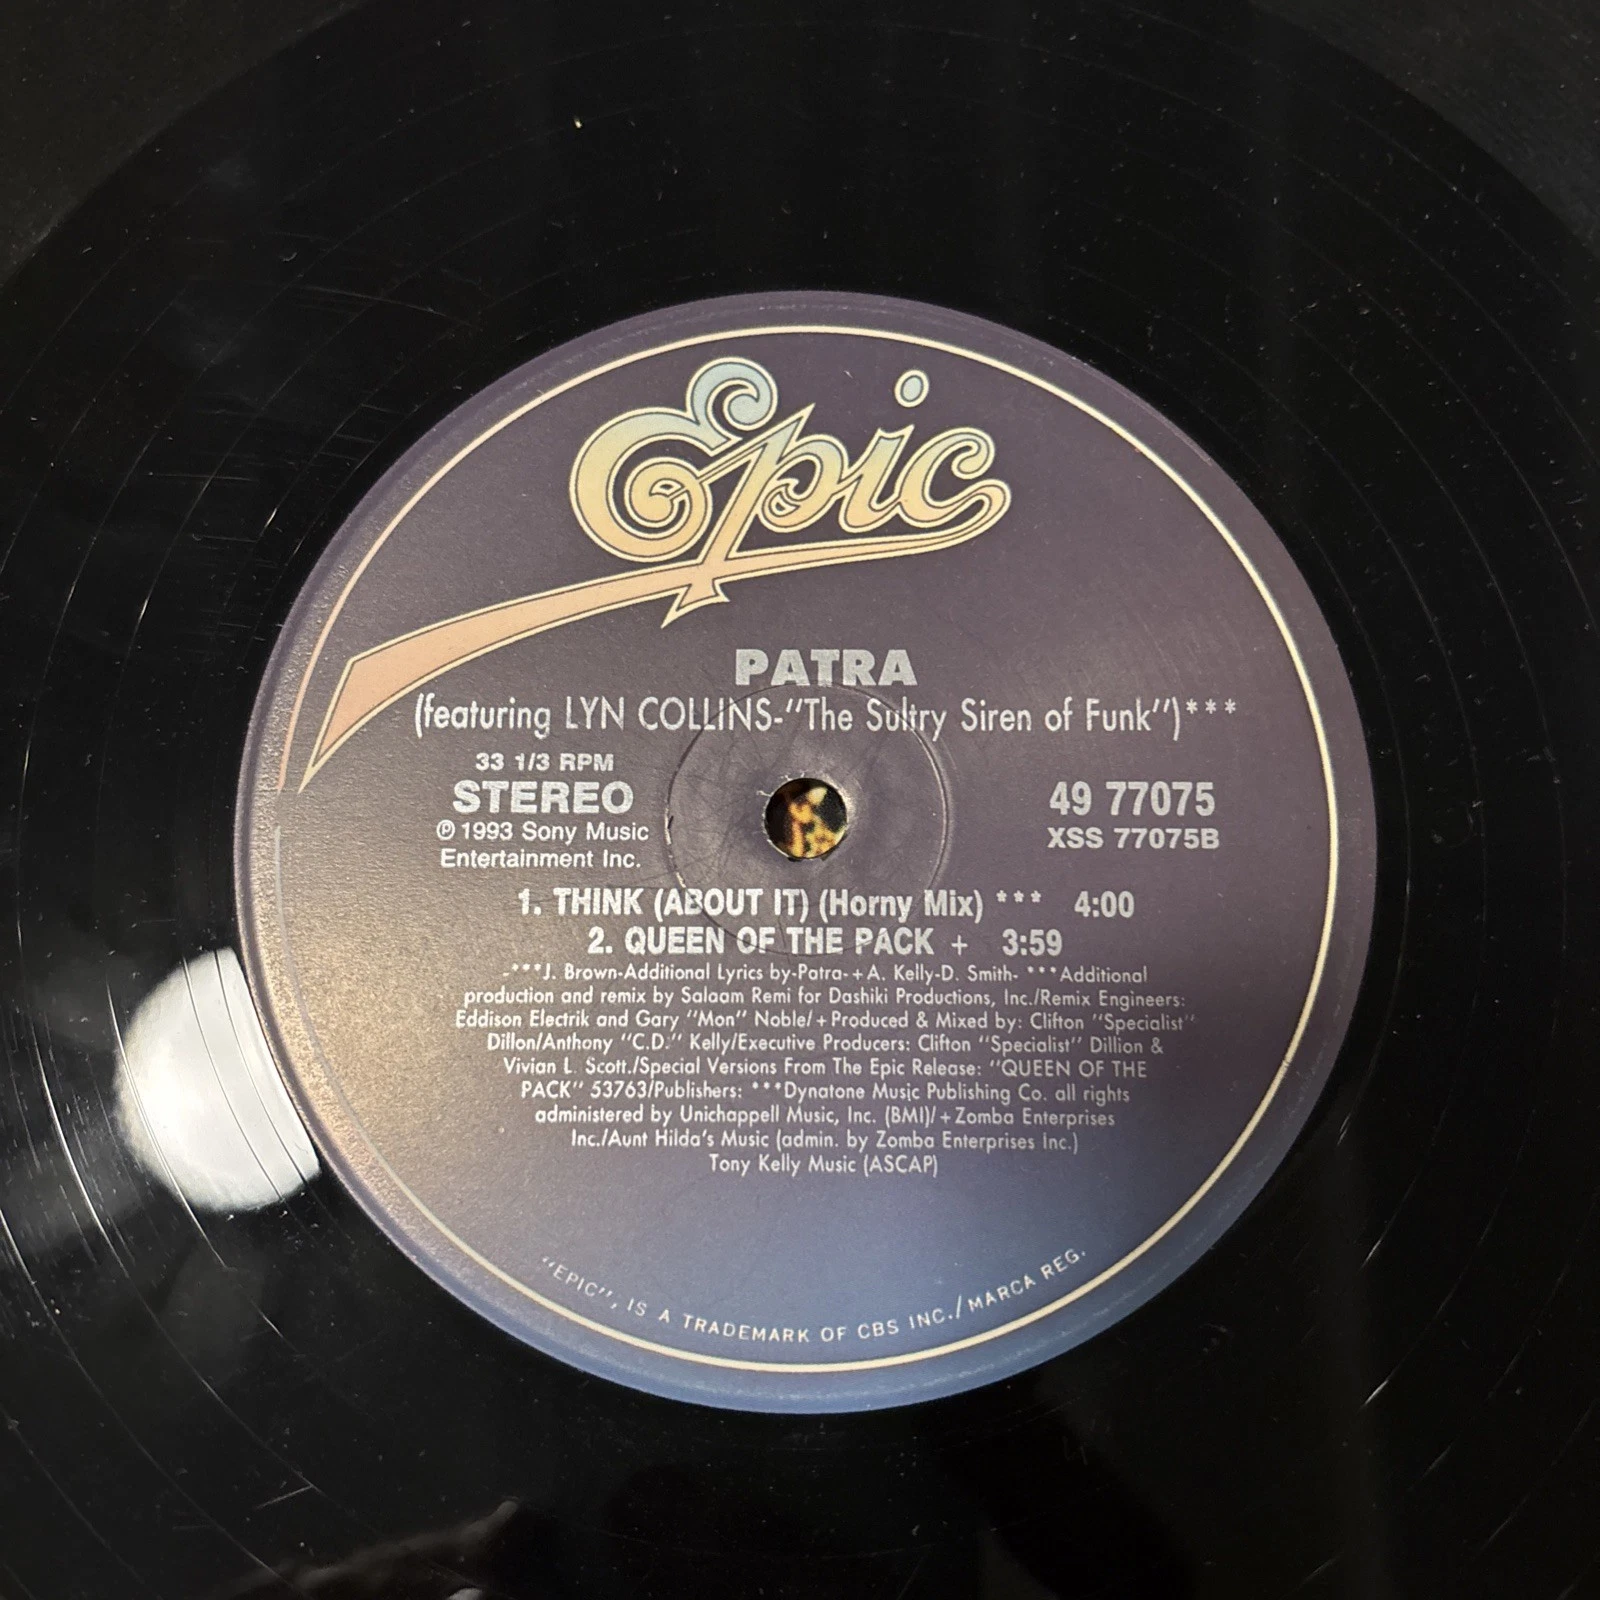 Epic
PATRA
(featuring LYN COLLINS-"The Sultry Siren of Funk")***
33 1/3 RPM
STEREO
℗ 1993 Sony Music
Entertainment Inc.
49 77075
XSS 77075B
1. THINK (ABOUT IT) (Horny Mix) *** 4:00
2. QUEEN OF THE PACK + 3:59
-***J. Brown-Additional Lyrics by-Patra-+A. Kelly-D. Smith- ***Additional
production and remix by Salaam Remi for Dashiki Productions, Inc./Remix Engineers:
Eddison Electrik and Gary "Mon" Noble/+Produced & Mixed by: Clifton "Specialist"
Dillon/Anthony "C.D." Kelly/Executive Producers: Clifton "Specialist" Dillion &
Vivian L. Scott./Special Versions From The Epic Release: "QUEEN OF THE
PACK" 53763/Publishers: ***Dynatone Music Publishing Co. all rights
administered by Unichappell Music, Inc. (BMI)/+Zomba Enterprises
Inc./Aunt Hilda's Music (admin. by Zomba Enterprises Inc.)
Tony Kelly Music (ASCAP)
"EPIC", IS A TRADEMARK OF CBS INC./MARCA REG.